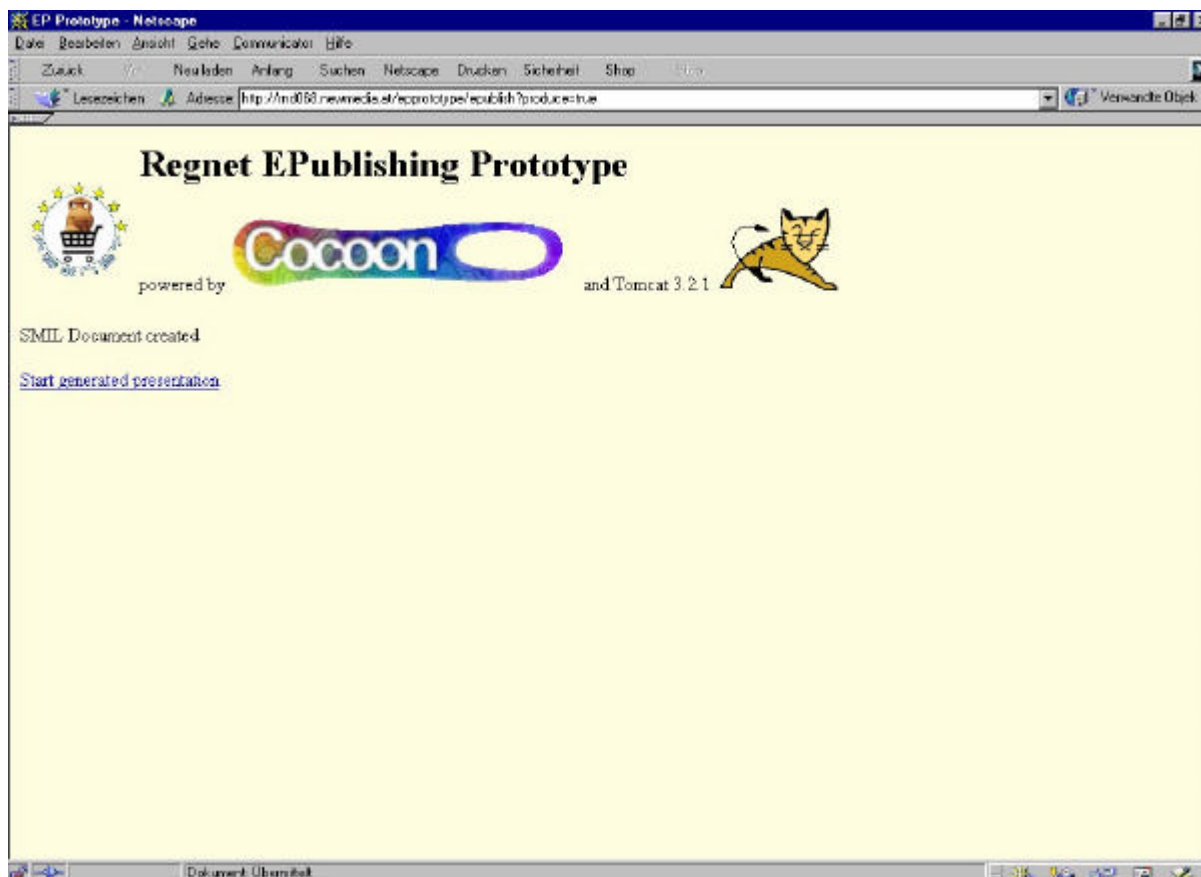 EP Prototype - Netscape
Datei Bearbeiten Ansicht Gehe Communicator Hilfe
Zurück Vor Neu laden Anfang Suchen Netscape Drucken Sicherheit Shop
Lesezeichen Adresse http://md068.newmedia.at/epprototype/epublish?produce=true Verwandte Objek
Regnet EPublishing Prototype
powered by Cocoon and Tomcat 3.2.1
SMIL Document created
Start generated presentation
Dokument: Übermittelt